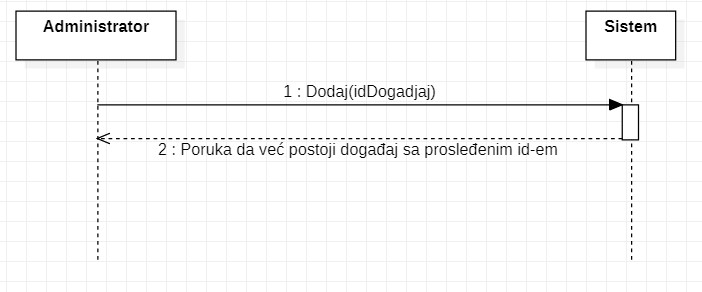 Administrator
Sistem
1 : Dodaj(idDogadjaj)
2 : Poruka da već postoji događaj sa prosleđenim id-em